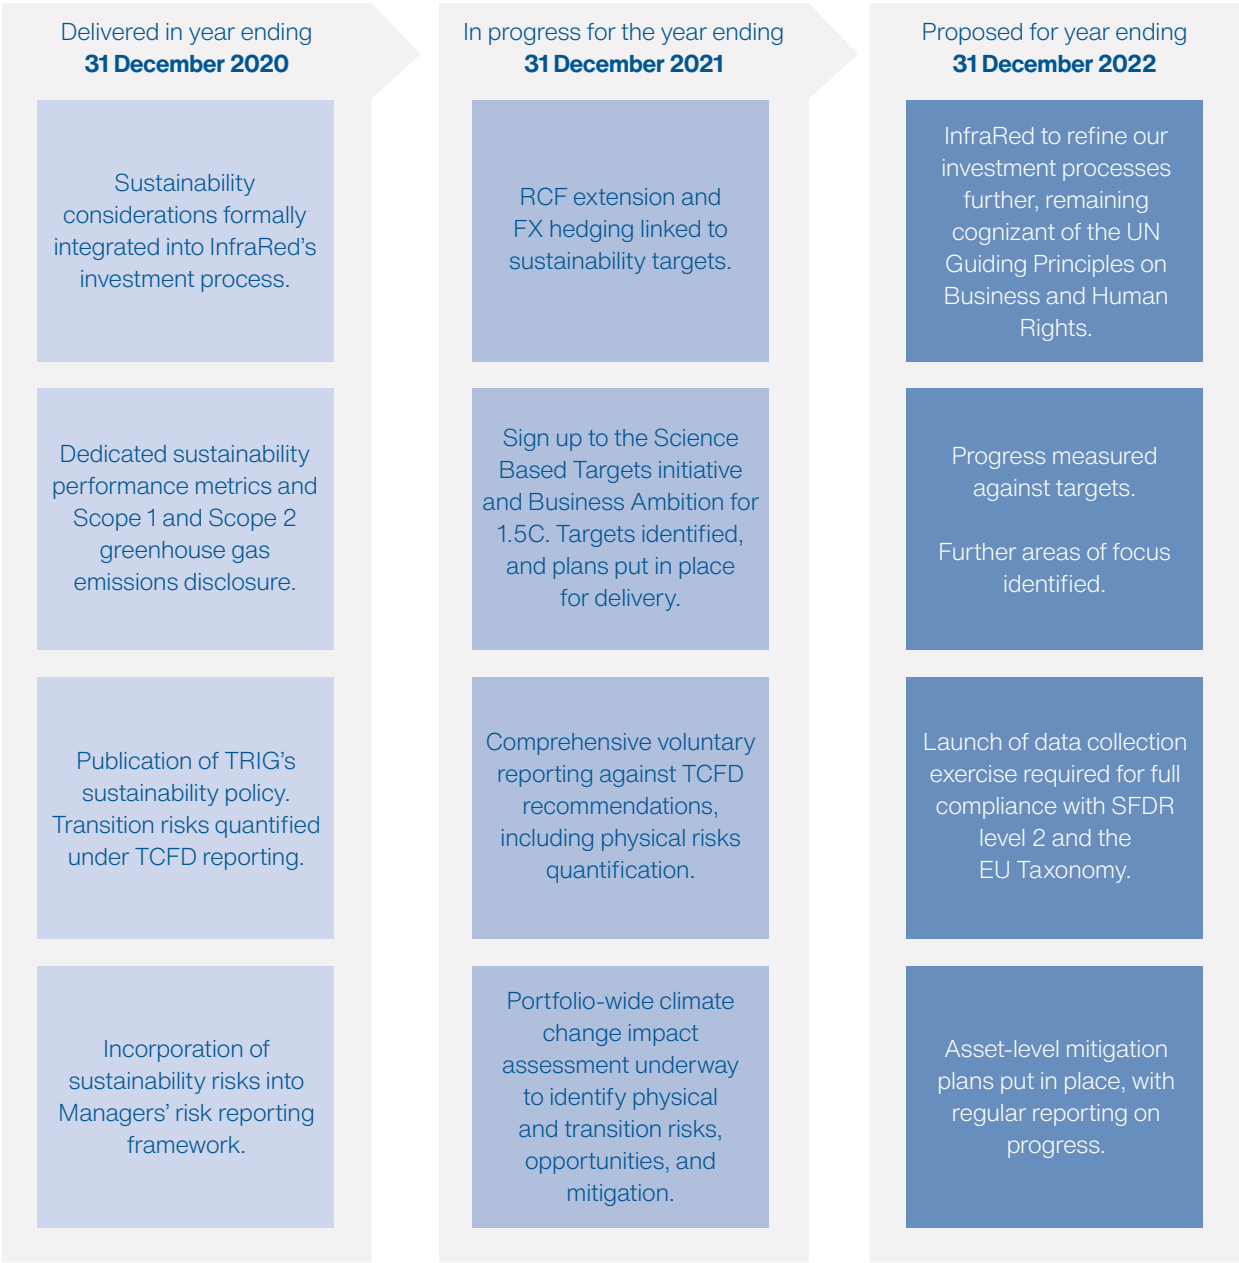 Delivered in year ending
31 December 2020
Sustainability
considerations formally
integrated into InfraRed's
investment process.
Dedicated sustainability
performance metrics and
Scope 1 and Scope 2
greenhouse gas
emissions disclosure.
Publication of TRIG's
sustainability policy.
Transition risks quantified
under TCFD reporting.
Incorporation of
sustainability risks into
Managers' risk reporting
framework.
In progress for the year ending
31 December 2021
RCF extension and
FX hedging linked to
sustainability targets.
Sign up to the Science
Based Targets initiative
and Business Ambition for
1.5C. Targets identified,
and plans put in place
for delivery.
Comprehensive voluntary
reporting against TCFD
recommendations,
including physical risks
quantification.
Portfolio-wide climate
change impact
assessment underway
to identify physical
and transition risks,
opportunities, and
mitigation.
Proposed for year ending
31 December 2022
InfraRed to refine our
investment processes
further, remaining
cognizant of the UN
Guiding Principles on
Business and Human
Rights.
Progress measured
against targets.
Further areas of focus
identified.
Launch of data collection
exercise required for full
compliance with SFDR
level 2 and the
EU Taxonomy.
Asset-level mitigation
plans put in place, with
regular reporting on
progress.